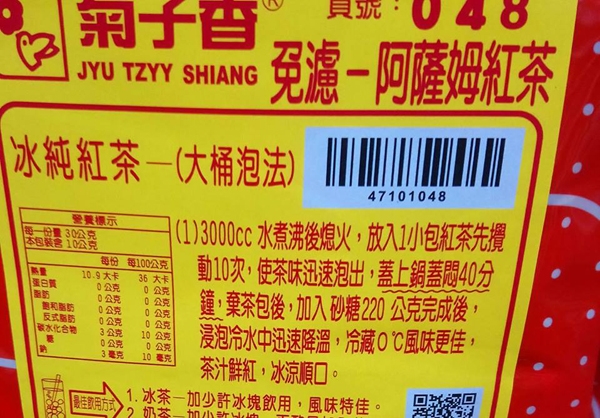 菊子香®
貨號:048
JYU TZYY SHIANG
免濾－阿薩姆紅茶
冰純紅茶—(大桶泡法)
47101048
營養標示
每一份量 30公克
本包裝含 10公克
每份 每100公克
熱量 10.9大卡 36 大卡
蛋白質 0 公克 0 公克
脂肪 0 公克 0 公克
飽和脂肪 0 公克 0 公克
反式脂肪 0 公克 0 公克
碳水化合物 3 公克 10 公克
糖 0 公克 0 公克
鈉 3 毫克 10 毫克
(1)3000cc 水煮沸後熄火，放入1小包紅茶先攪
動10次，使茶味迅速泡出，蓋上鍋蓋悶40分
鐘，棄茶包後，加入 砂糖220 公克完成後，
浸泡冷水中迅速降溫，冷藏0℃風味更佳，
茶汁鮮紅，冰涼順口。
最佳飲用方式
1. 冰茶—加少許冰塊飲用，風味特佳。
2. 奶茶—加少許冰塊